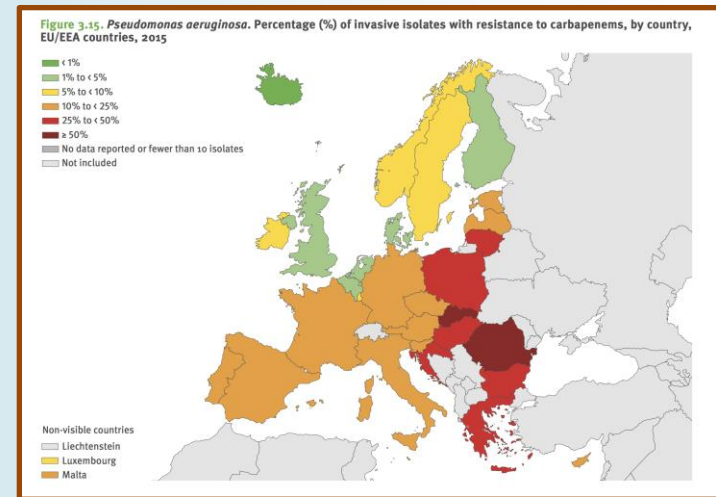 Figure 3.15. Pseudomonas aeruginosa. Percentage (%) of invasive isolates with resistance to carbapenems, by country,
EU/EEA countries, 2015
< 1%
1% to < 5%
5% to < 10%
10% to < 25%
25% to < 50%
≥ 50%
No data reported or fewer than 10 isolates
Not included
Non-visible countries
Liechtenstein
Luxembourg
Malta